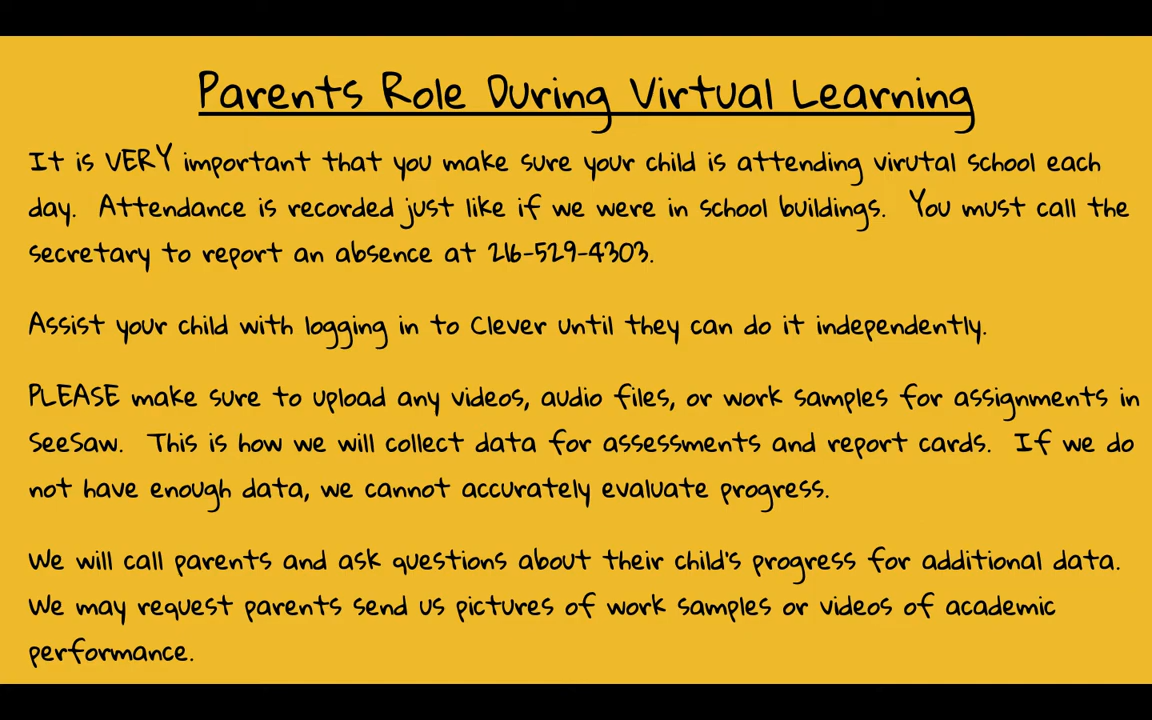 Parents Role During Virtual Learning
It is VERY important that you make sure your child is attending virutal school each
day. Attendance is recorded just like if we were in school buildings. You must call the
secretary to report an absence at 216-529-4303.
Assist your child with logging in to Clever until they can do it independently.
PLEASE make sure to upload any videos, audio files, or work samples for assignments in
SeeSaw. This is how we will collect data for assessments and report cards. If we do
not have enough data, we cannot accurately evaluate progress.
We will call parents and ask questions about their child's progress for additional data.
We may request parents send us pictures of work samples or videos of academic
performance.